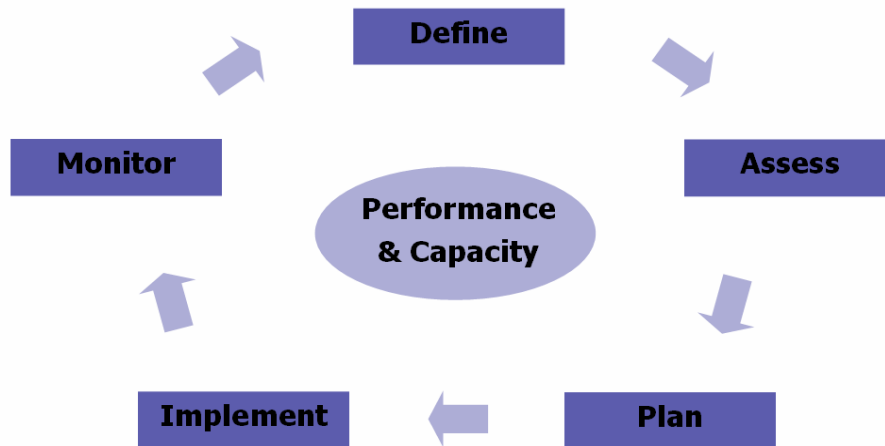 Define
Assess
Plan
Implement
Monitor
Performance
& Capacity